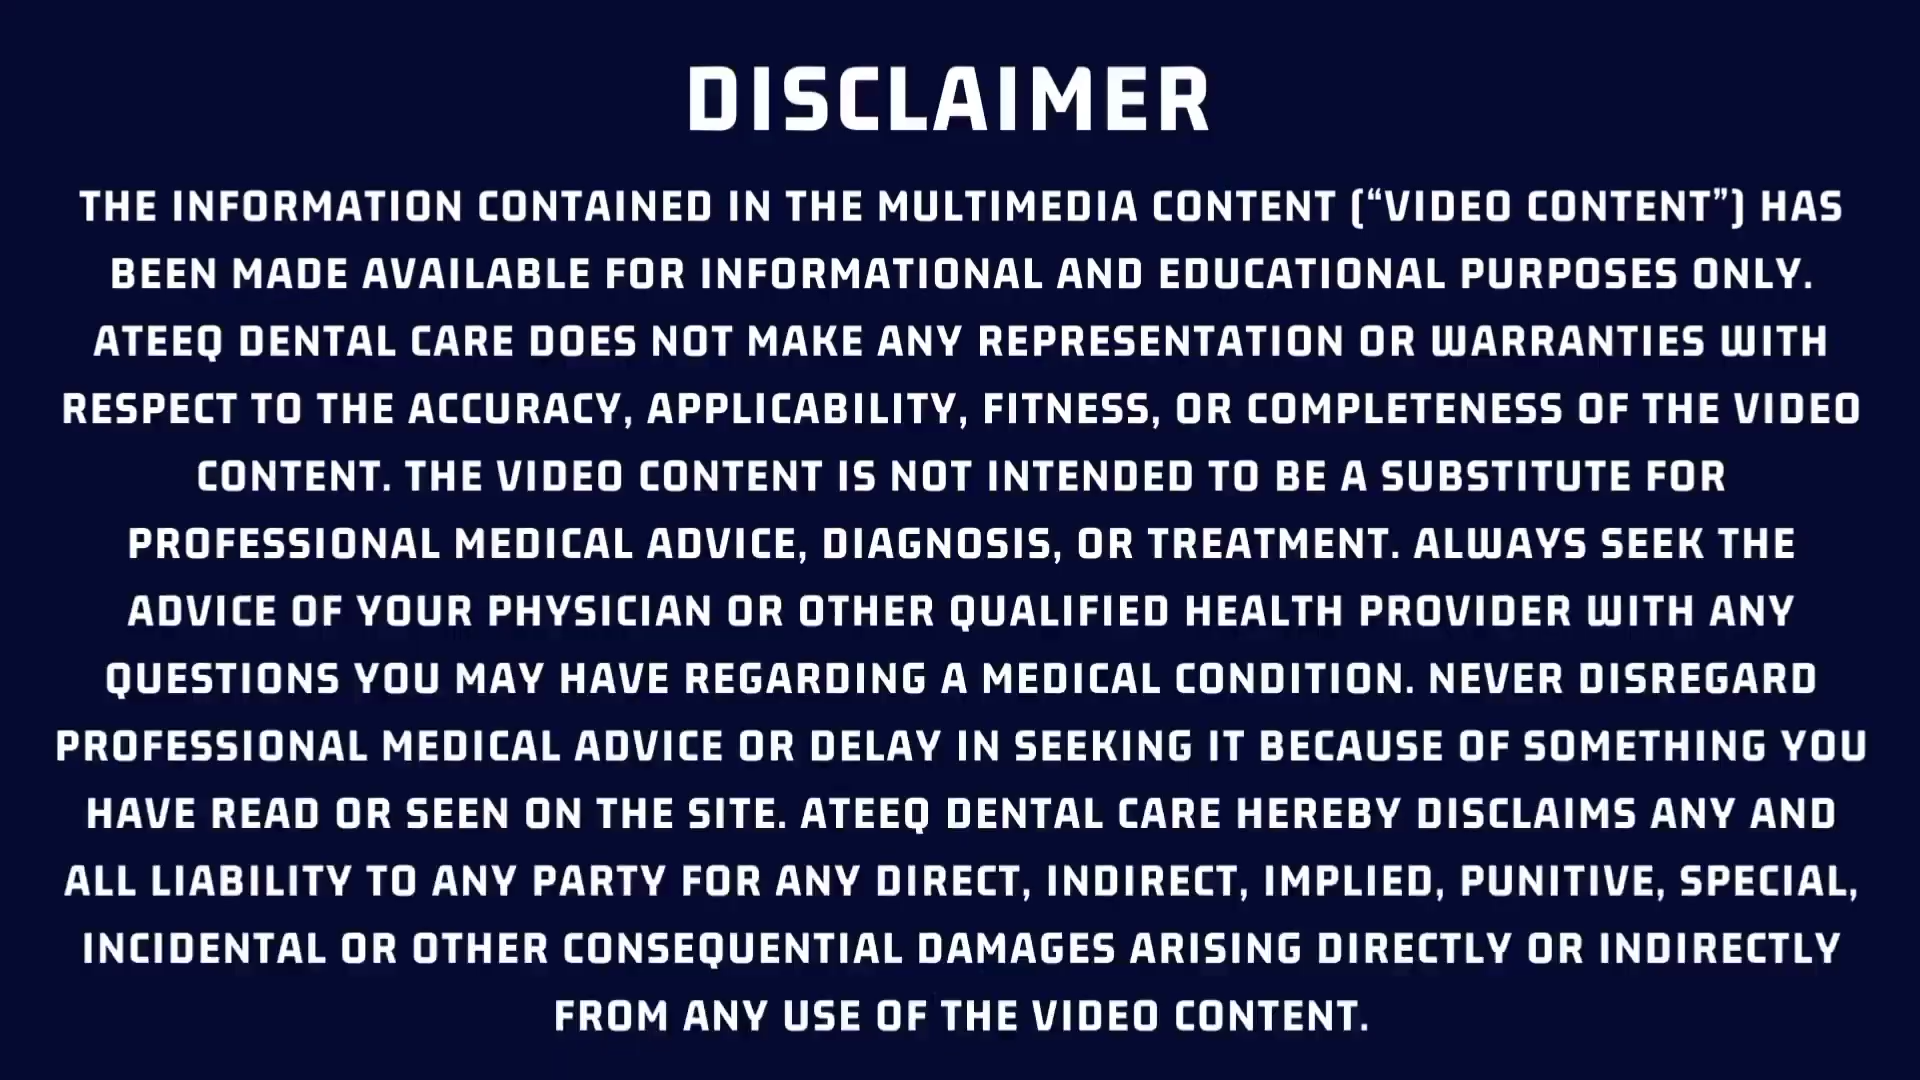 DISCLAIMER
THE INFORMATION CONTAINED IN THE MULTIMEDIA CONTENT (“VIDEO CONTENT”) HAS
BEEN MADE AVAILABLE FOR INFORMATIONAL AND EDUCATIONAL PURPOSES ONLY.
ATEEQ DENTAL CARE DOES NOT MAKE ANY REPRESENTATION OR WARRANTIES WITH
RESPECT TO THE ACCURACY, APPLICABILITY, FITNESS, OR COMPLETENESS OF THE VIDEO
CONTENT. THE VIDEO CONTENT IS NOT INTENDED TO BE A SUBSTITUTE FOR
PROFESSIONAL MEDICAL ADVICE, DIAGNOSIS, OR TREATMENT. ALWAYS SEEK THE
ADVICE OF YOUR PHYSICIAN OR OTHER QUALIFIED HEALTH PROVIDER WITH ANY
QUESTIONS YOU MAY HAVE REGARDING A MEDICAL CONDITION. NEVER DISREGARD
PROFESSIONAL MEDICAL ADVICE OR DELAY IN SEEKING IT BECAUSE OF SOMETHING YOU
HAVE READ OR SEEN ON THE SITE. ATEEQ DENTAL CARE HEREBY DISCLAIMS ANY AND
ALL LIABILITY TO ANY PARTY FOR ANY DIRECT, INDIRECT, IMPLIED, PUNITIVE, SPECIAL,
INCIDENTAL OR OTHER CONSEQUENTIAL DAMAGES ARISING DIRECTLY OR INDIRECTLY
FROM ANY USE OF THE VIDEO CONTENT.